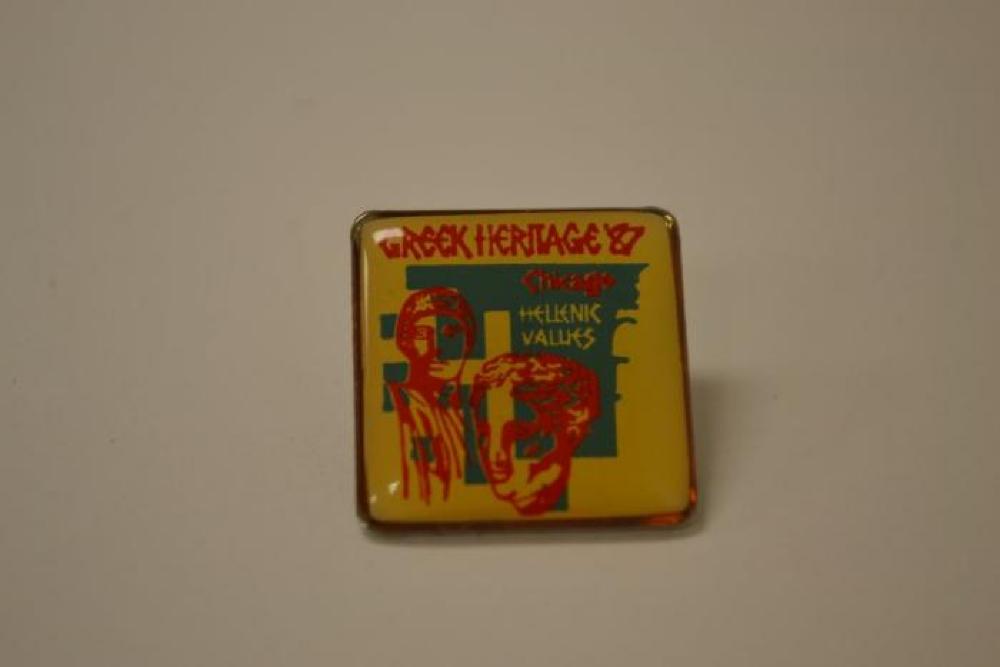 GREEK HERITAGE '87
Chicago
HELLENIC
VALUES